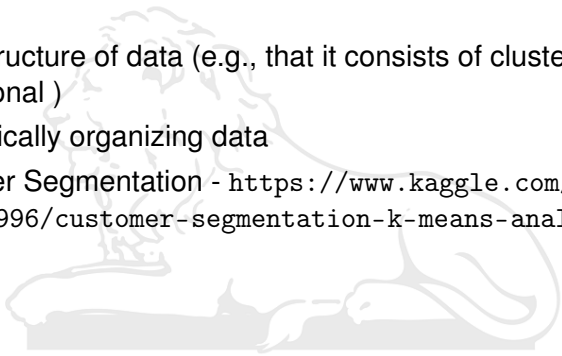 ructure of data (e.g., that it consists of cluste
onal )
ically organizing data
er Segmentation - https://www.kaggle.com
996/customer-segmentation-k-means-anal